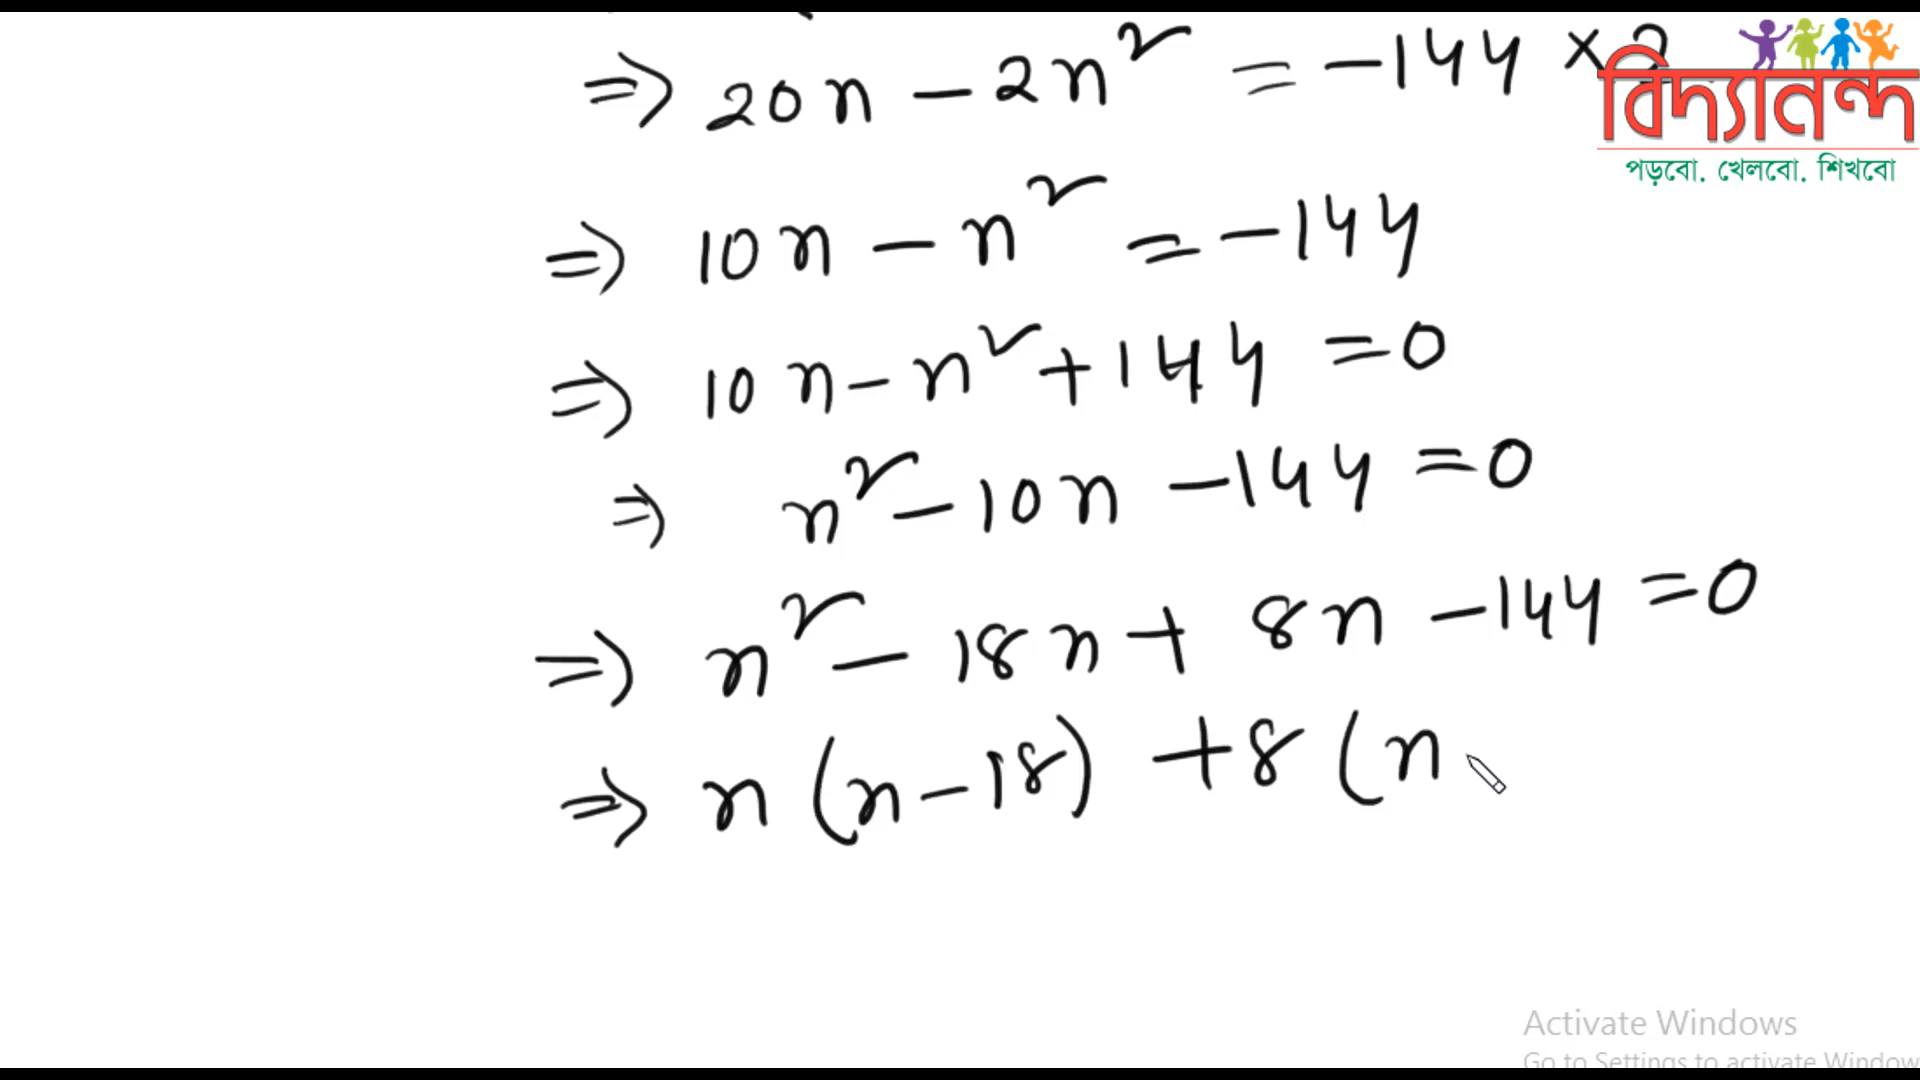 ⇒ 20n - 2n² = -144 × 2
বিদ্যানন্দ
পড়বো. খেলবো. শিখবো
⇒ 10n - n² = -144
⇒ 10n - n² + 144 = 0
⇒ n² - 10n - 144 = 0
⇒ n² - 18n + 8n - 144 = 0
⇒ n (n - 18) + 8 (n
Activate Windows
Go to Settings to activate Window